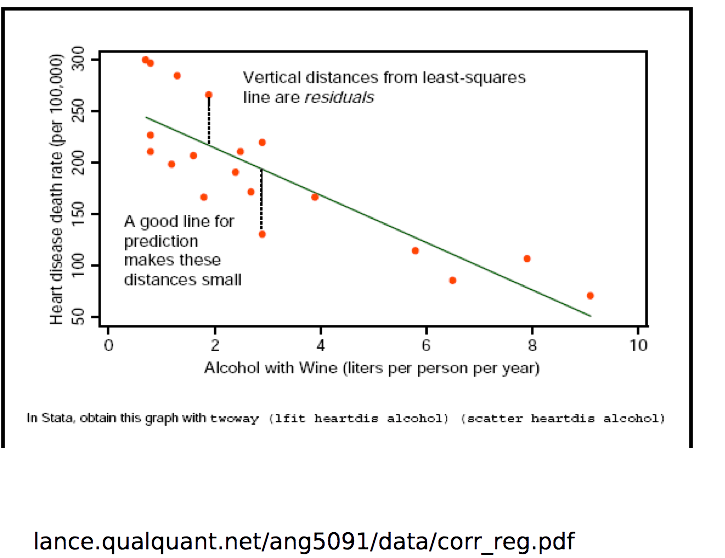 Vertical distances from least-squares
line are residuals
A good line for
prediction
makes these
distances small
Heart disease death rate (per 100,000)
300
250
200
150
100
50
0 2 4 6 8 10
Alcohol with Wine (liters per person per year)
In Stata, obtain this graph with twoway (lfit heartdis alcohol) (scatter heartdis alcohol)
lance.qualquant.net/ang5091/data/corr_reg.pdf